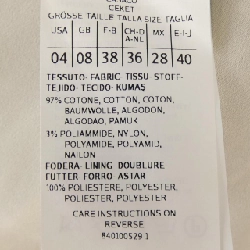 CEKET
GROSSE TAILLE TALLA SIZE TAGLIA
USA GB F-B CH-D A-NL MX E-I-J
04 08 38 36 28 40
TESSUTO- FABRIC- TISSU STOFF-
TEJIDO- TECIDO- KUMAŞ
97% COTONE, COTTON, COTON,
BAUMWOLLE, ALGODON,
ALGODAO, PAMUK
3% POLIAMMIDE, NYLON,
POLYAMIDE, POLYAMID,
NAILON
FODERA- LINING DOUBLURE
FUTTER FORRO ASTAR
100% POLIESTERE, POLYESTER,
POLIESTER, POLYESTER
CARE INSTRUCTIONS ON
REVERSE